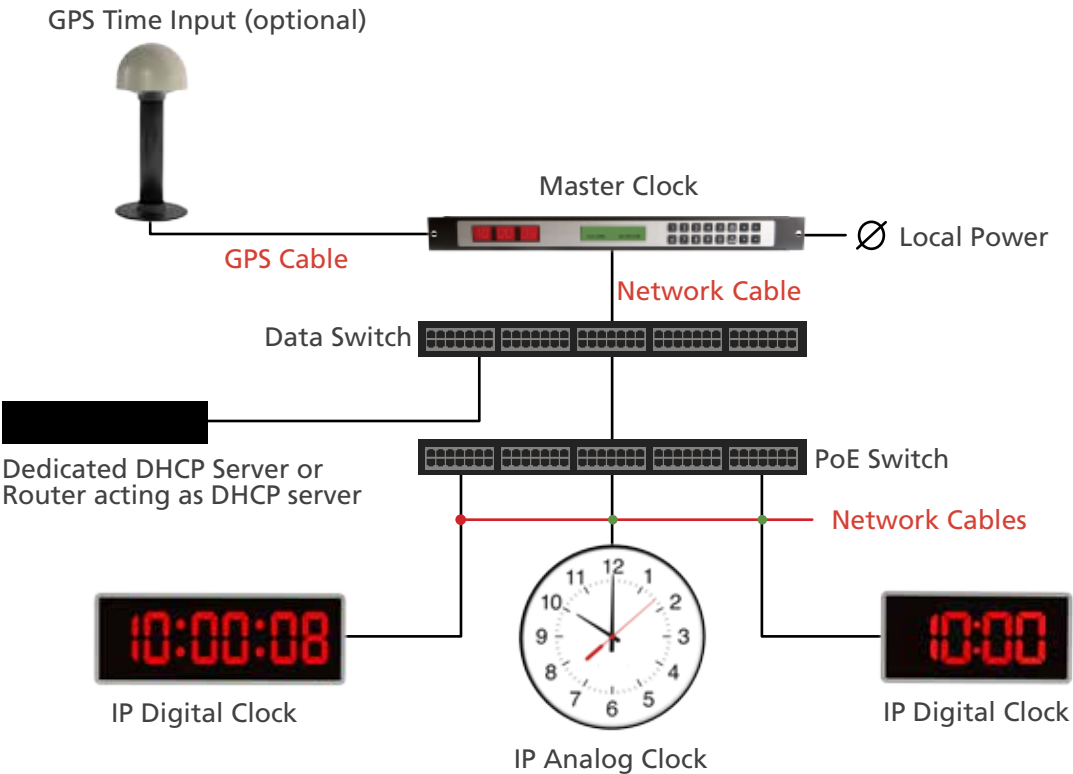 GPS Time Input (optional)
Master Clock
Local Power
GPS Cable
Network Cable
Data Switch
Dedicated DHCP Server or
Router acting as DHCP server
PoE Switch
Network Cables
10:00:08
12
1
2
3
4
5
6
7
8
9
10
11
10:00
IP Digital Clock
IP Analog Clock
IP Digital Clock